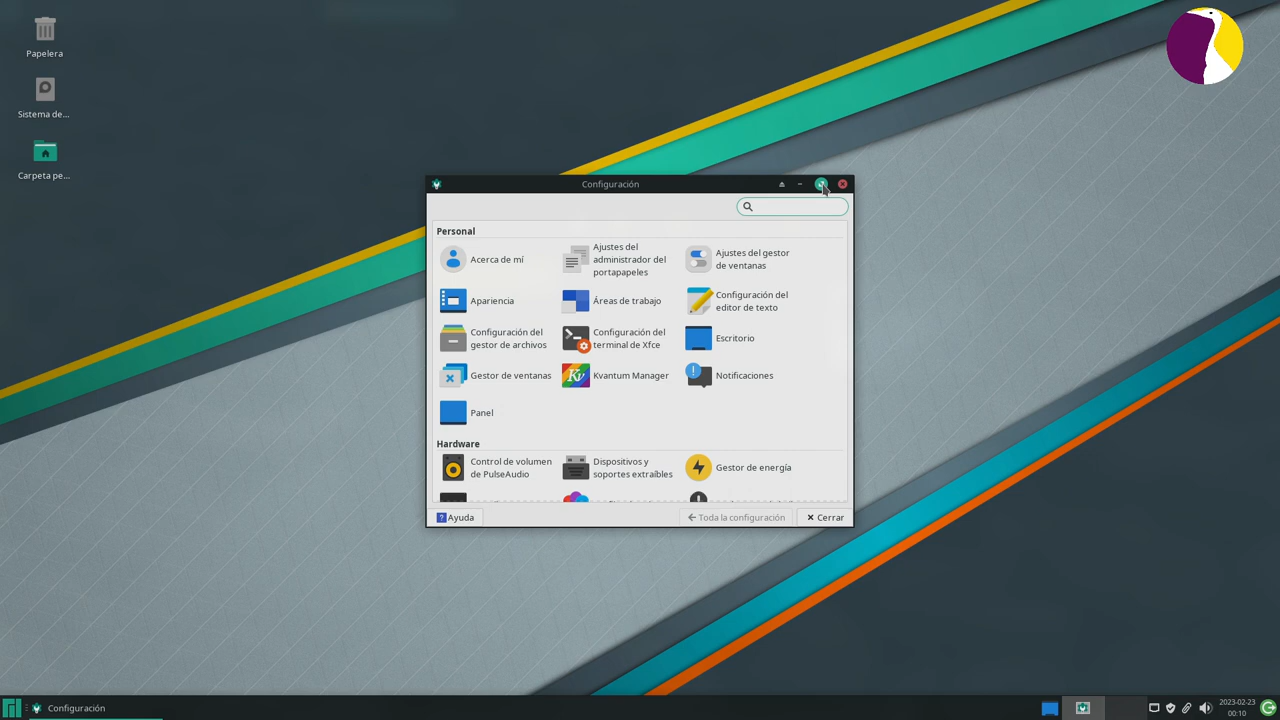 Papelera
Sistema de...
Carpeta pe...
Configuración
Personal
Acerca de mí
Ajustes del
administrador del
portapapeles
Ajustes del gestor
de ventanas
Apariencia
Áreas de trabajo
Configuración del
editor de texto
Configuración del
gestor de archivos
Configuración del
terminal de Xfce
Escritorio
Gestor de ventanas
Kv
Kvantum Manager
Notificaciones
Panel
Hardware
Control de volumen
de PulseAudio
Dispositivos y
soportes extraíbles
Gestor de energía
? Ayuda
Toda la configuración
Cerrar
Configuración
2023-02-23
00:10